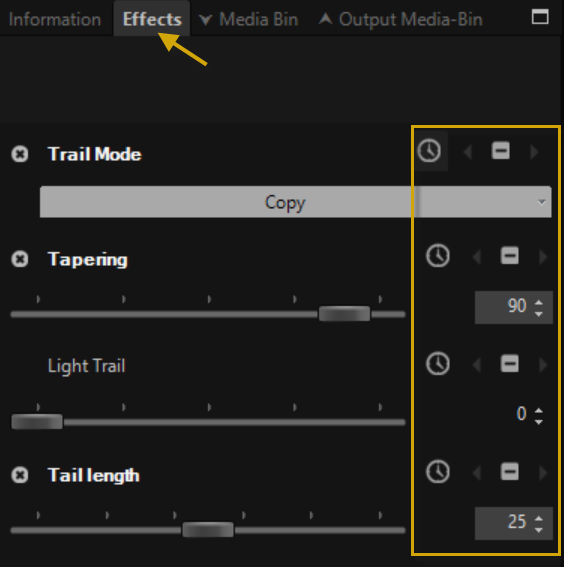 Information Effects Media Bin Output Media-Bin
Trail Mode
Copy
Tapering
90
Light Trail
0
Tail length
25